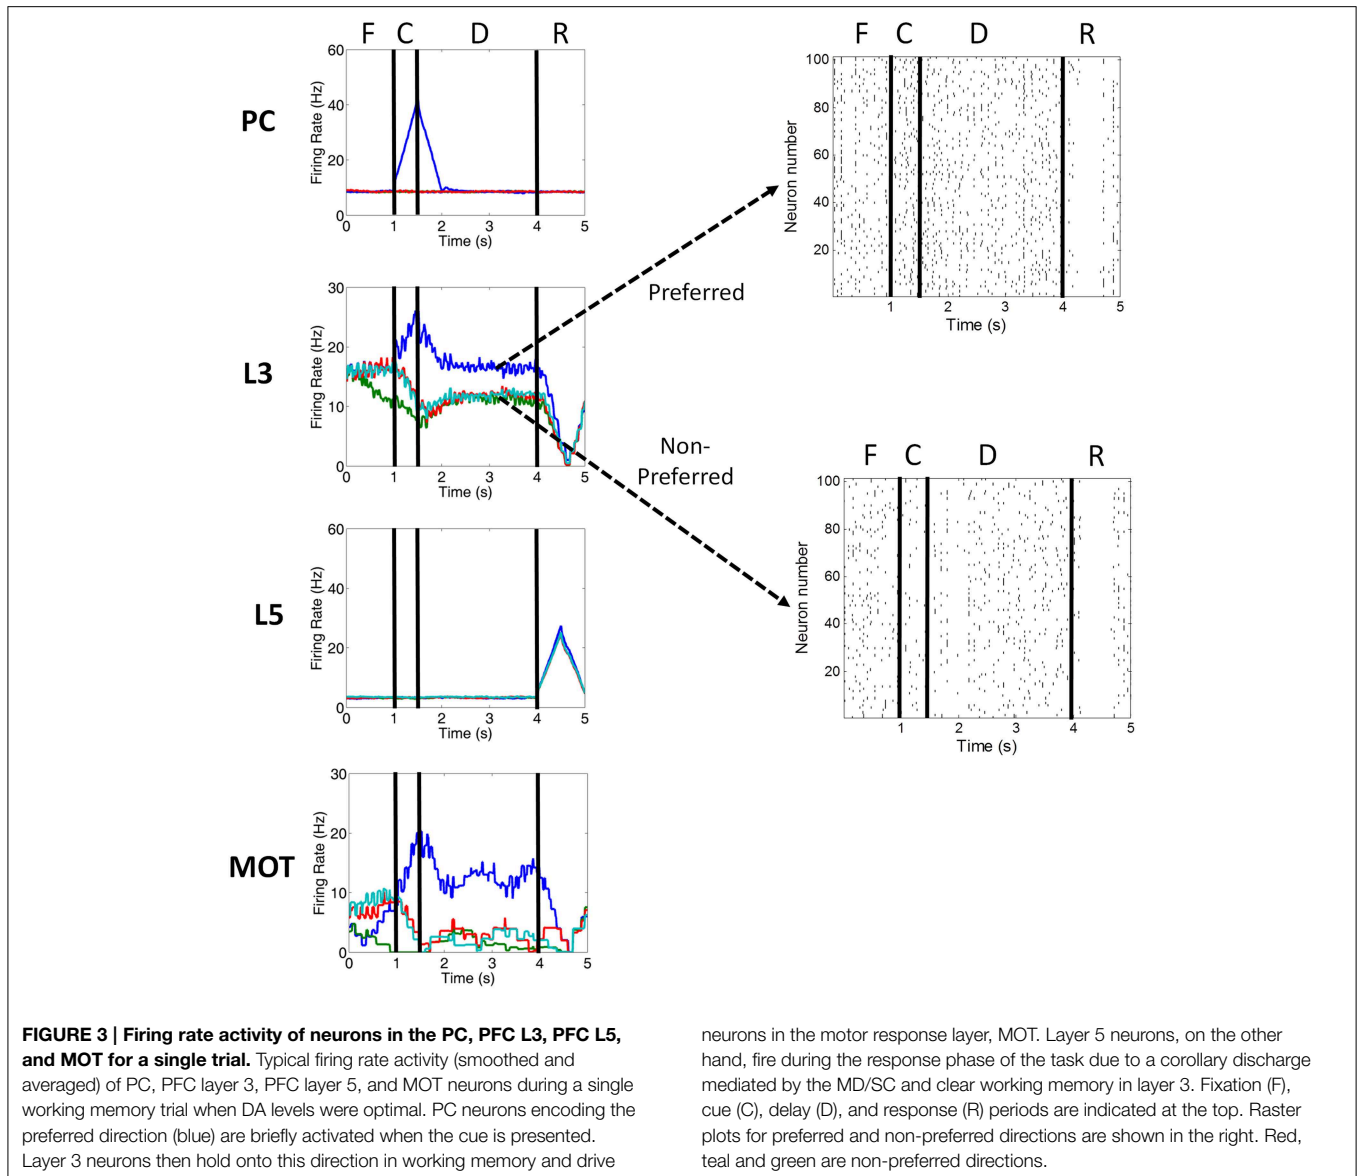 F C D R
PC
Firing Rate (Hz)
60
40
20
0
0 1 2 3 4 5
Time (s)
L3
Firing Rate (Hz)
30
20
10
0
0 1 2 3 4 5
Time (s)
L5
Firing Rate (Hz)
60
40
20
0
0 1 2 3 4 5
Time (s)
MOT
Firing Rate (Hz)
30
20
10
0
0 1 2 3 4 5
Time (s)
Preferred
Non-
Preferred
F C D R
Neuron number
100
80
60
40
20
1 2 3 4 5
Time (s)
F C D R
Neuron number
100
80
60
40
20
1 2 3 4 5
Time (s)
FIGURE 3 | Firing rate activity of neurons in the PC, PFC L3, PFC L5,
and MOT for a single trial. Typical firing rate activity (smoothed and
averaged) of PC, PFC layer 3, PFC layer 5, and MOT neurons during a single
working memory trial when DA levels were optimal. PC neurons encoding the
preferred direction (blue) are briefly activated when the cue is presented.
Layer 3 neurons then hold onto this direction in working memory and drive
neurons in the motor response layer, MOT. Layer 5 neurons, on the other
hand, fire during the response phase of the task due to a corollary discharge
mediated by the MD/SC and clear working memory in layer 3. Fixation (F),
cue (C), delay (D), and response (R) periods are indicated at the top. Raster
plots for preferred and non-preferred directions are shown in the right. Red,
teal and green are non-preferred directions.